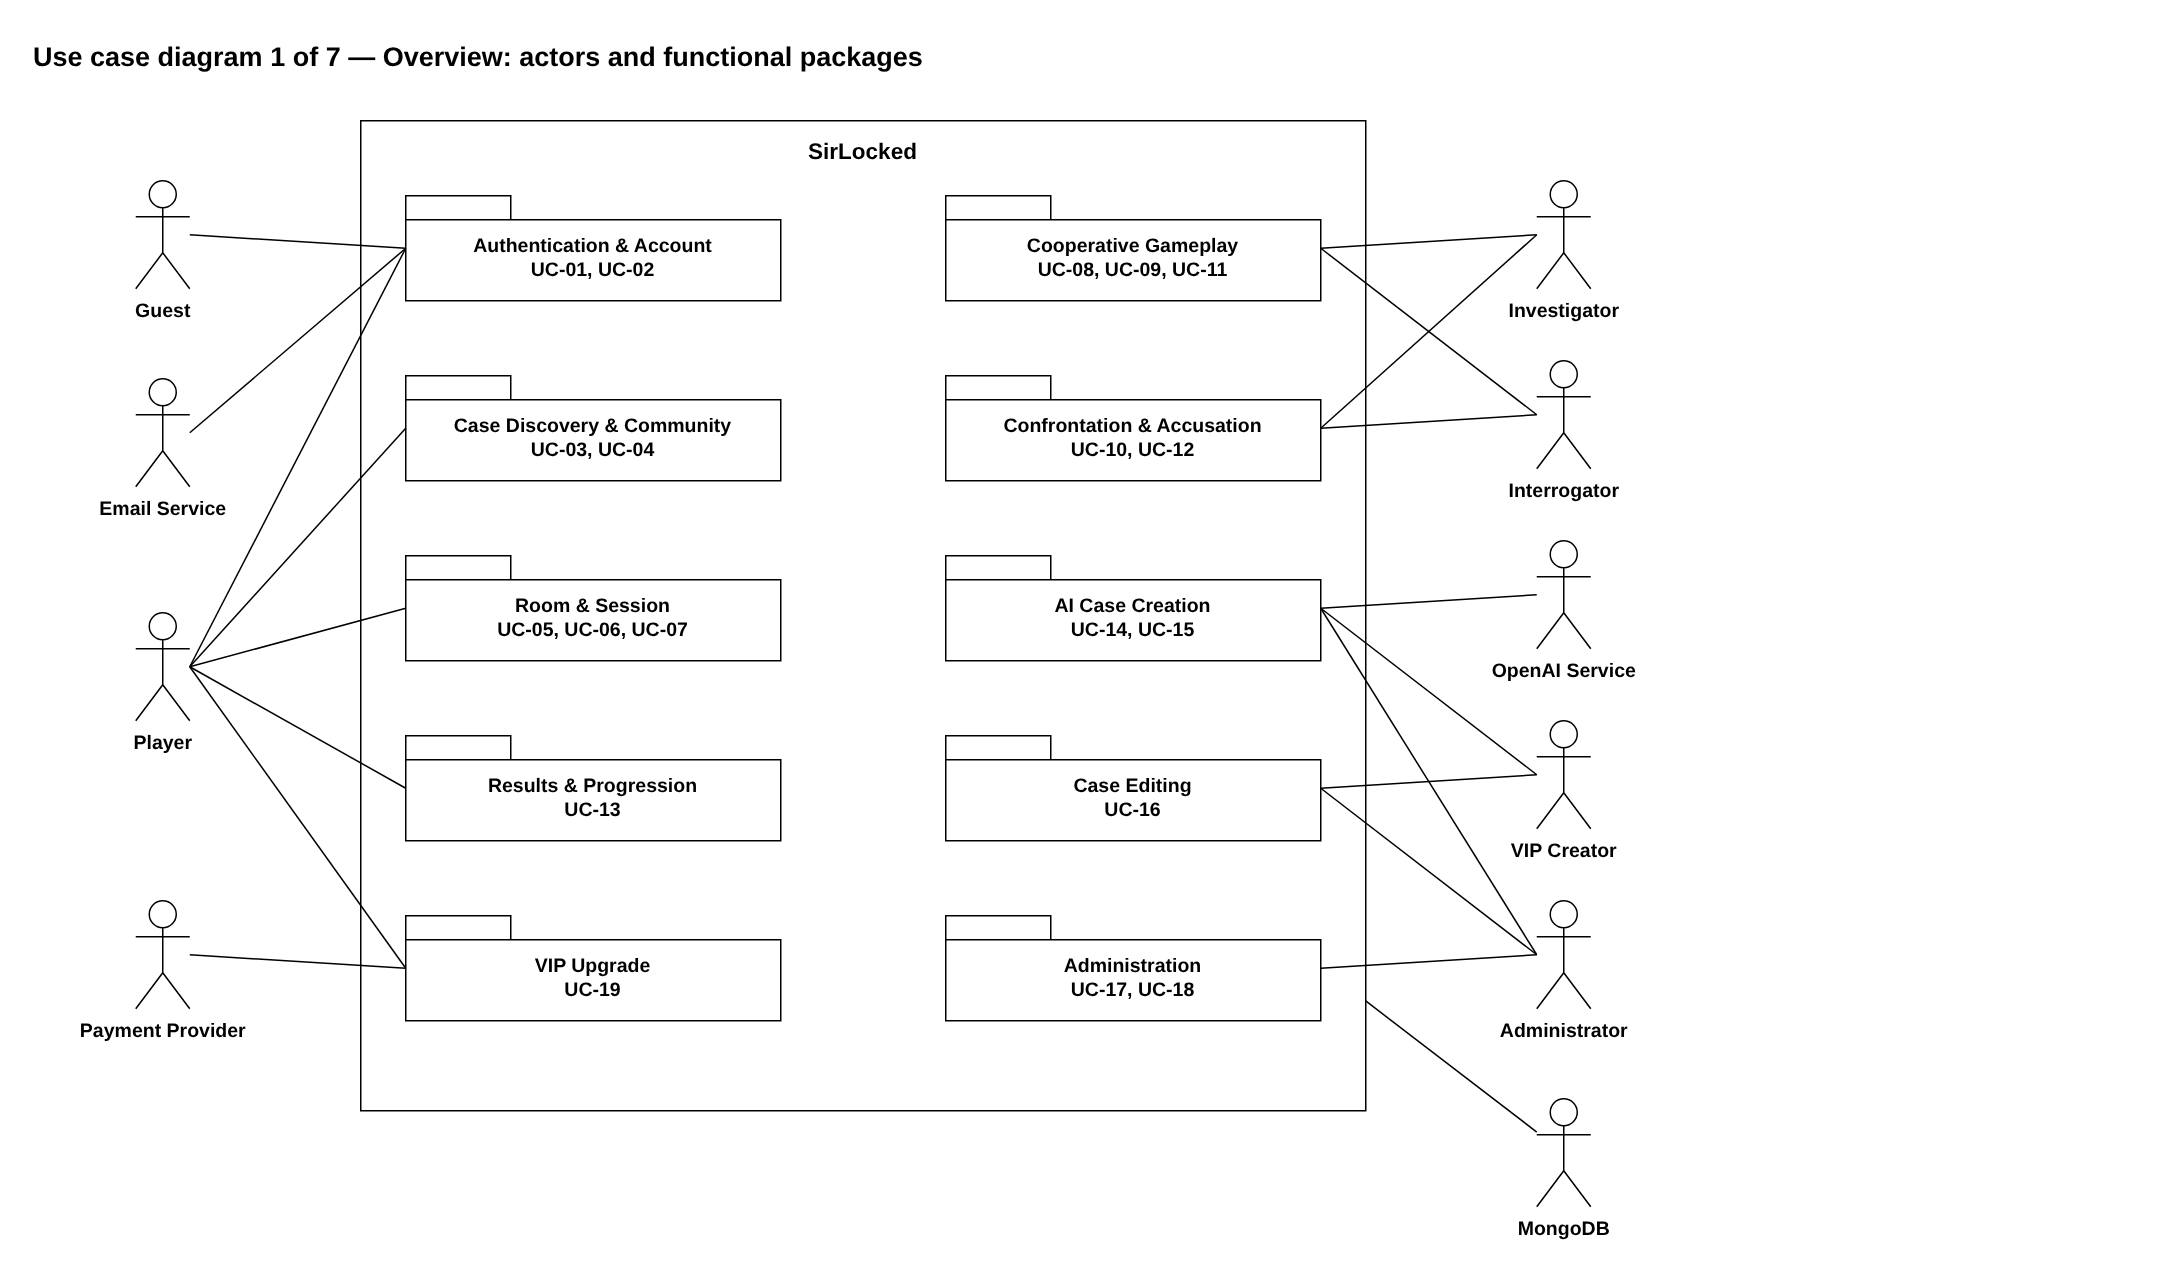 Use case diagram 1 of 7 — Overview: actors and functional packages
SirLocked
Guest
Email Service
Player
Payment Provider
Authentication & Account
UC-01, UC-02
Case Discovery & Community
UC-03, UC-04
Room & Session
UC-05, UC-06, UC-07
Results & Progression
UC-13
VIP Upgrade
UC-19
Cooperative Gameplay
UC-08, UC-09, UC-11
Confrontation & Accusation
UC-10, UC-12
AI Case Creation
UC-14, UC-15
Case Editing
UC-16
Administration
UC-17, UC-18
Investigator
Interrogator
OpenAI Service
VIP Creator
Administrator
MongoDB